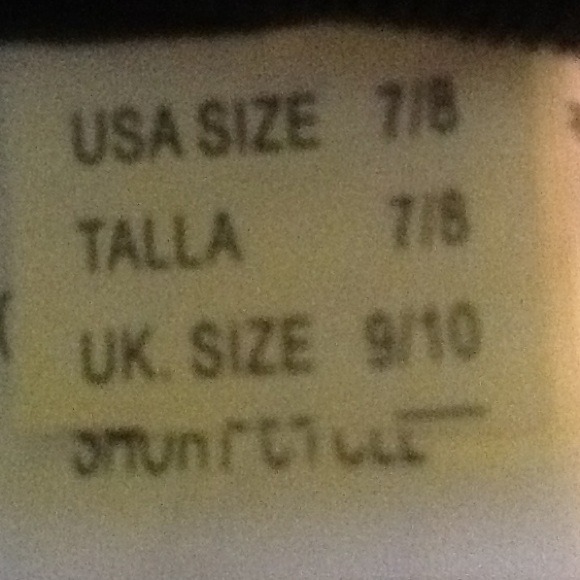 USA SIZE 7/8
TALLA 7/8
UK. SIZE 9/10